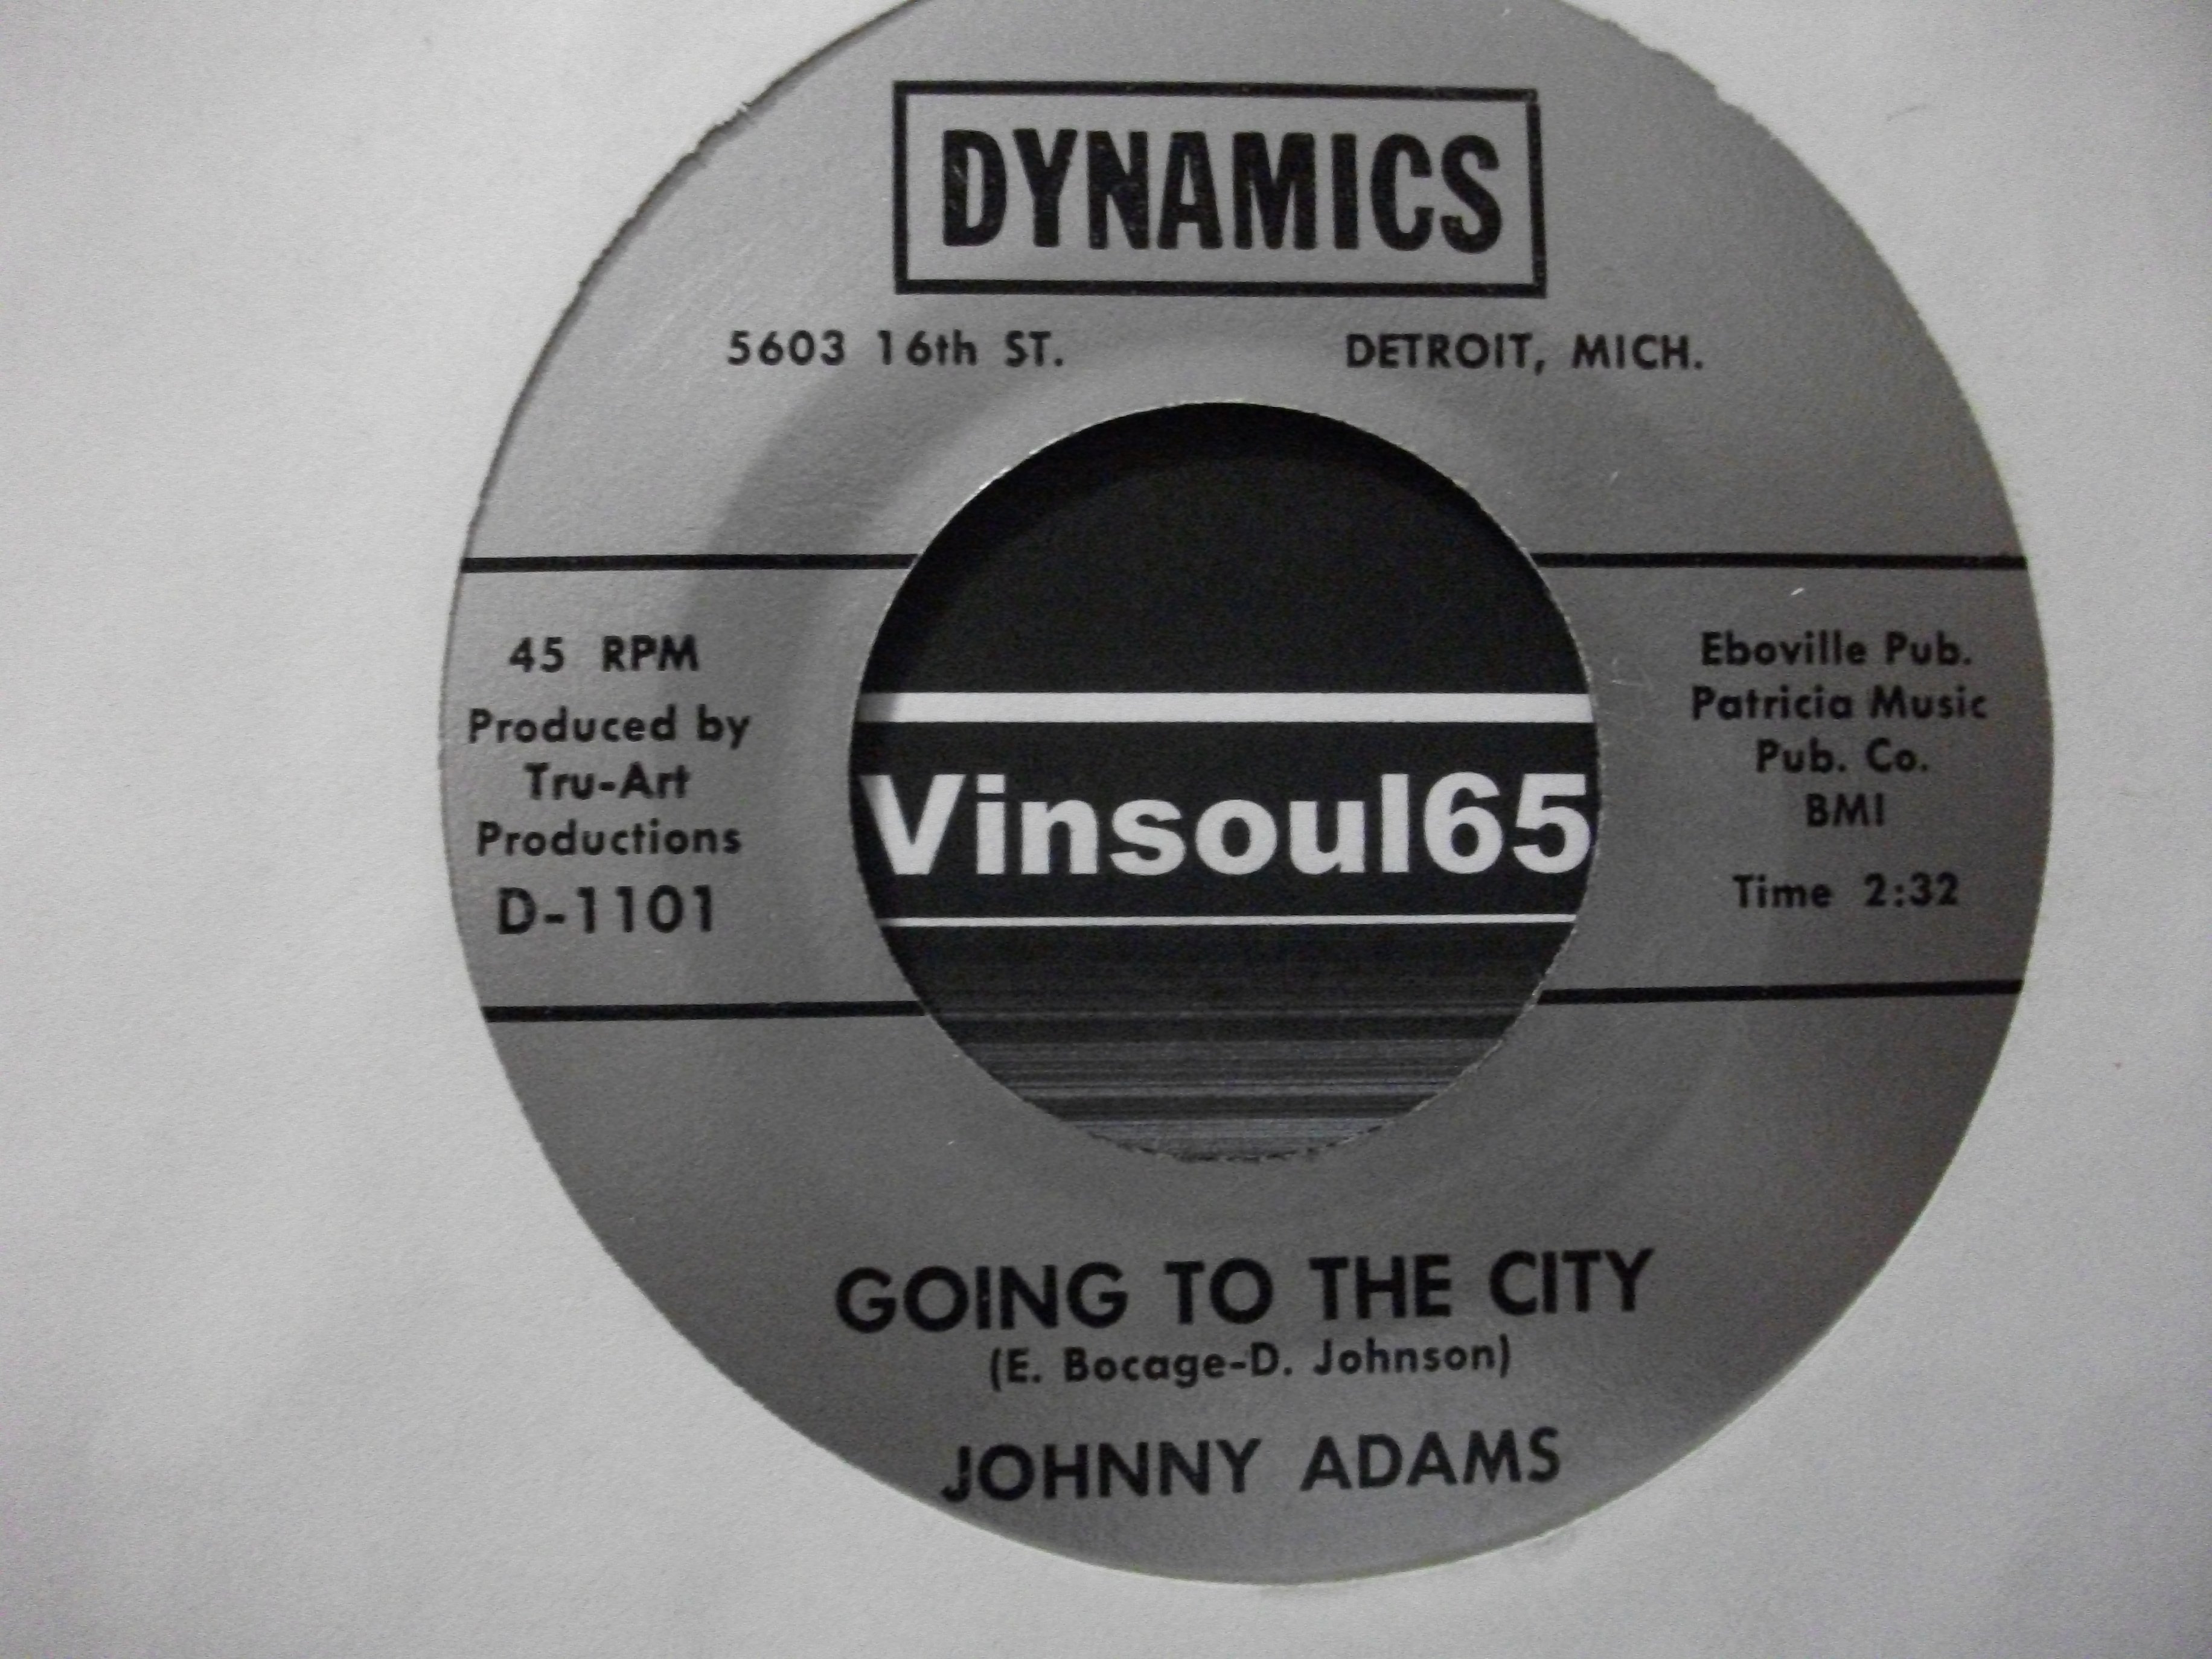 DYNAMICS
5603 16th ST. DETROIT, MICH.
45 RPM
Produced by
Tru-Art
Productions
D-1101
Vinsoul65
Eboville Pub.
Patricia Music
Pub. Co.
BMI
Time 2:32
GOING TO THE CITY
(E. Bocage-D. Johnson)
JOHNNY ADAMS